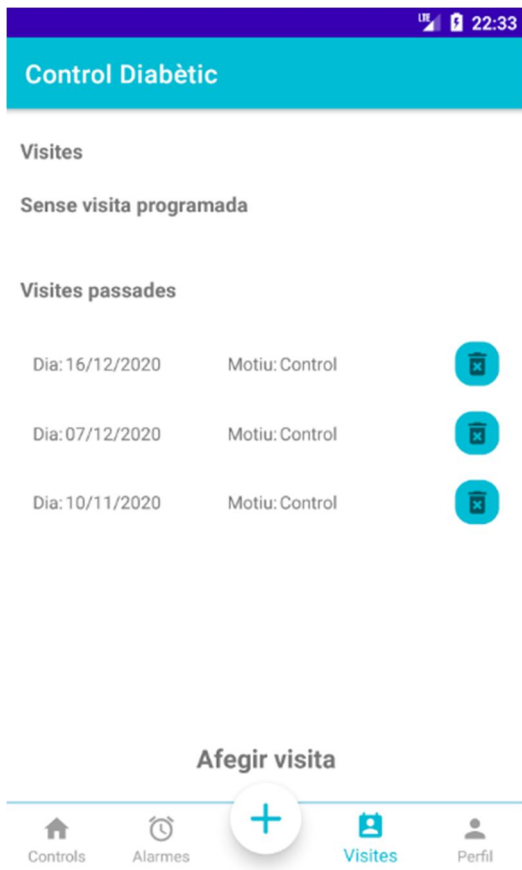 LTE 22:33
Control Diabètic
Visites
Sense visita programada
Visites passades
Dia: 16/12/2020 Motiu: Control
Dia: 07/12/2020 Motiu: Control
Dia: 10/11/2020 Motiu: Control
Afegir visita
Controls Alarmes Visites Perfil